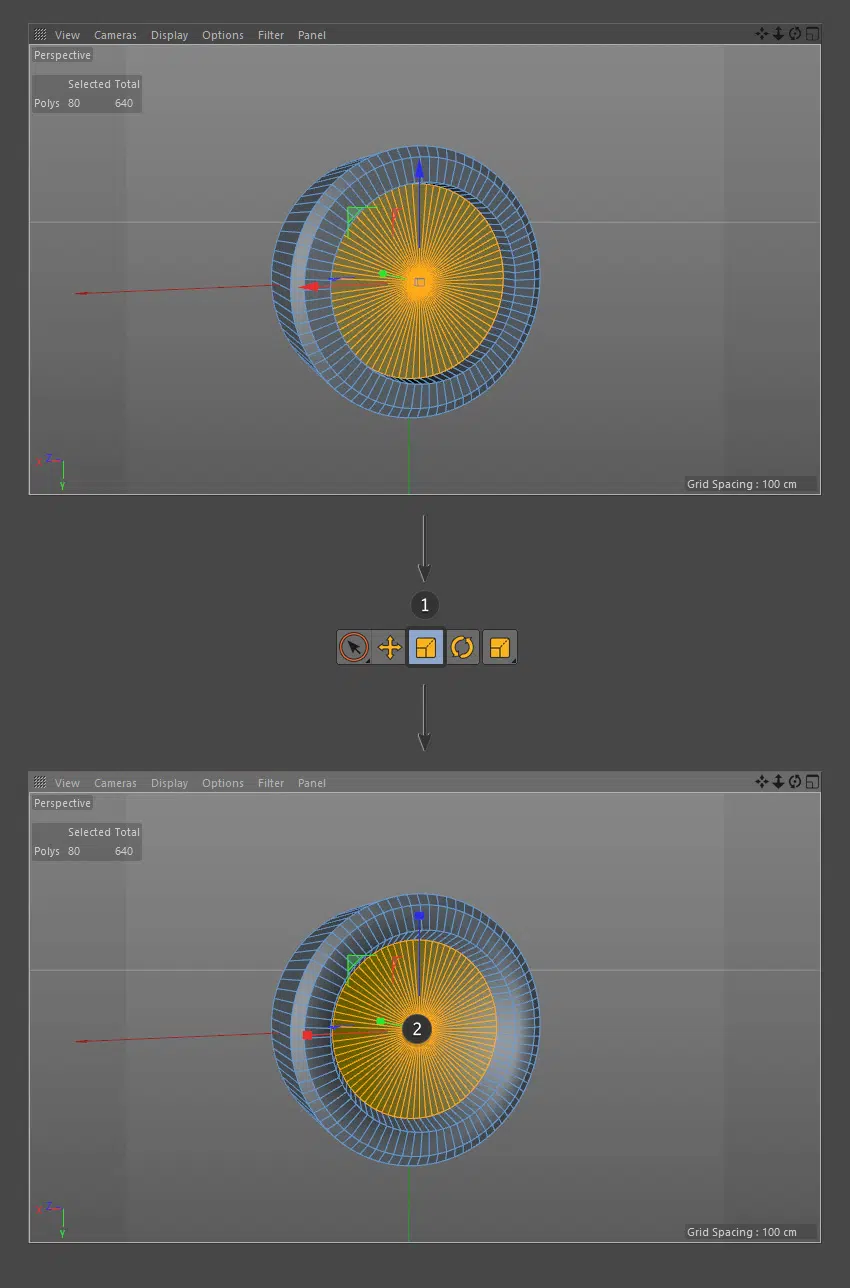 View Cameras Display Options Filter Panel
Perspective
Selected Total
Polys 80 640
Z
Y
Grid Spacing : 100 cm
1
View Cameras Display Options Filter Panel
Perspective
Selected Total
Polys 80 640
2
Z
Y
Grid Spacing : 100 cm